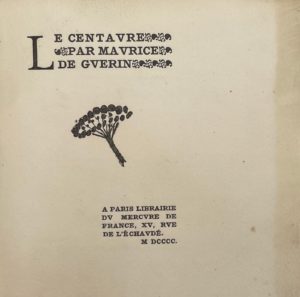 LE CENTAVRE
PAR MAVRICE
DE GVERIN
A PARIS LIBRAIRIE
DV MERCVRE DE
FRANCE, XV, RVE
DE L'ÉCHAVDÉ.
M DCCCC.